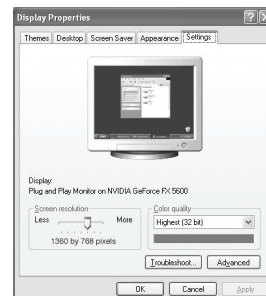 Display Properties
Themes Desktop Screen Saver Appearance Settings
Display:
Plug and Play Monitor on NVIDIA GeForce FX 5600
Screen resolution
Less More
1360 by 768 pixels
Color quality
Highest (32 bit)
Troubleshoot... Advanced
OK Cancel Apply